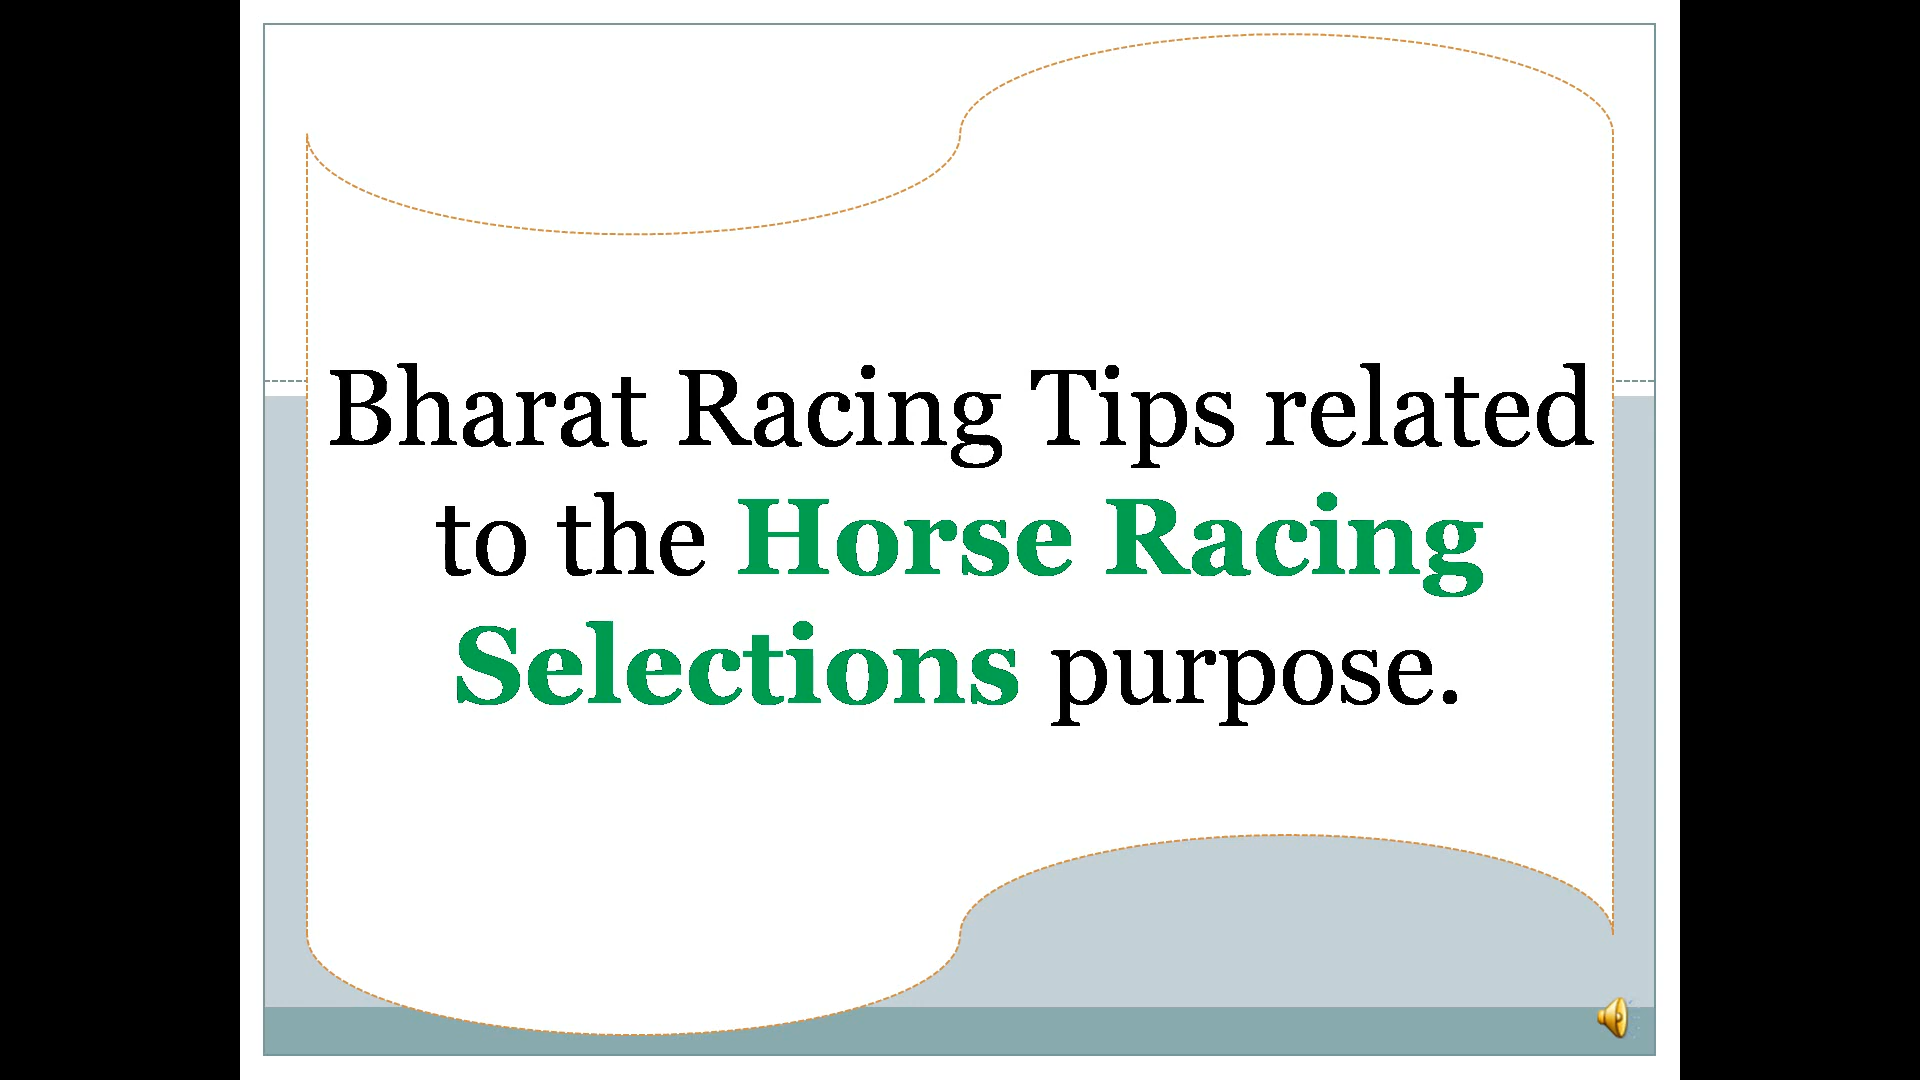 Bharat Racing Tips related
to the Horse Racing
Selections purpose.